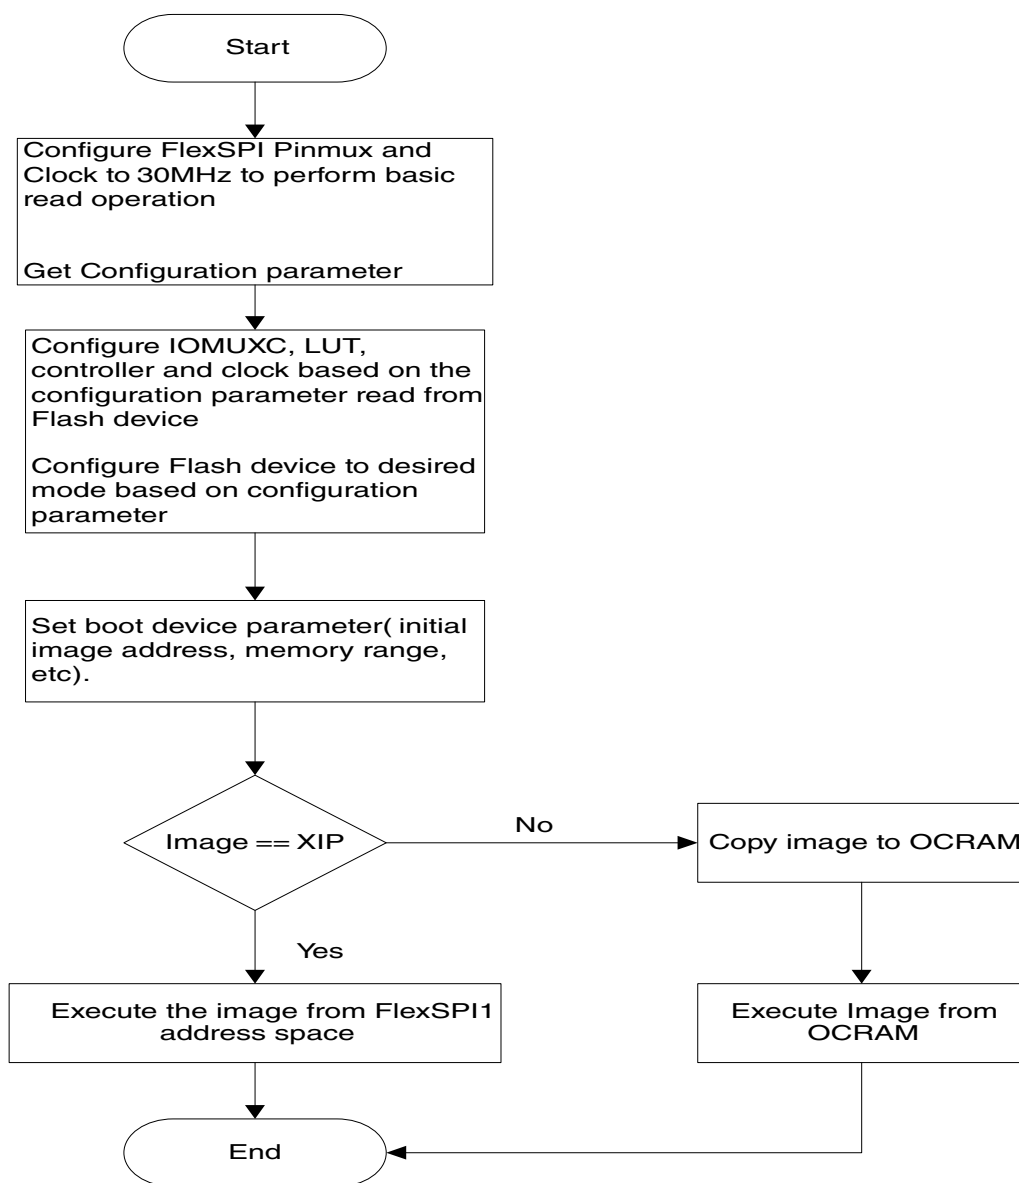 Start
Configure FlexSPI Pinmux and
Clock to 30MHz to perform basic
read operation
Get Configuration parameter
Configure IOMUXC, LUT,
controller and clock based on the
configuration parameter read from
Flash device
Configure Flash device to desired
mode based on configuration
parameter
Set boot device parameter( initial
image address, memory range,
etc).
Image == XIP
No
Copy image to OCRAM
Yes
Execute the image from FlexSPI1
address space
Execute Image from
OCRAM
End